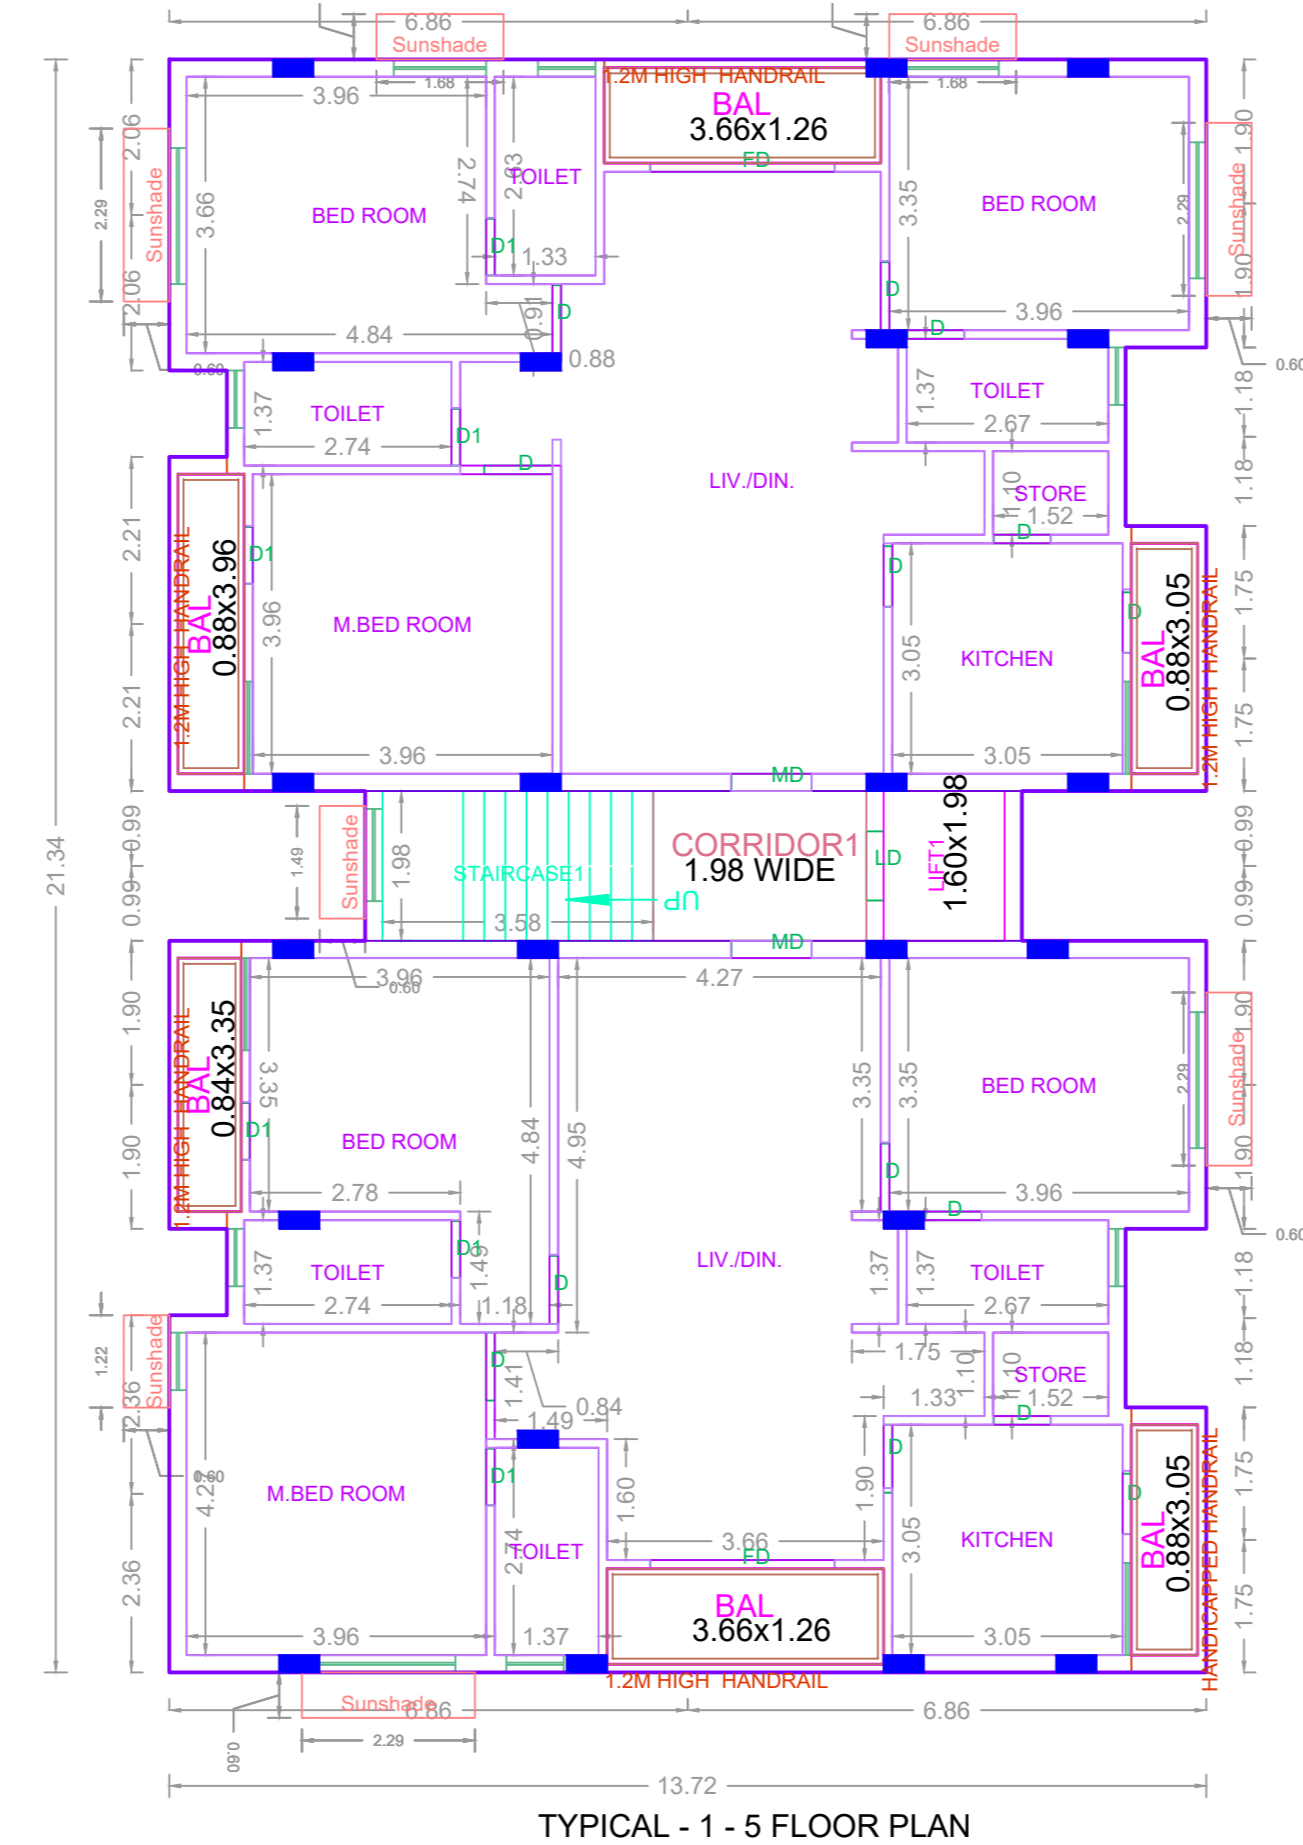 6.86
6.86
Sunshade
Sunshade
1.2M HIGH HANDRAIL
1.68
1.68
3.96
BAL
3.66x1.26
FD
2.06
2.06
2.29
Sunshade
3.66
BED ROOM
2.74
2.63
TOILET
D1
1.33
0.91
D
4.84
0.88
0.60
3.35
BED ROOM
2.29
Sunshade
1.90
1.90
D
D
3.96
0.60
1.37
TOILET
2.74
D1
D
1.37
TOILET
2.67
1.18
1.18
LIV./DIN.
1.10
STORE
1.52
D
D
2.21
2.21
1.2M HIGH HANDRAIL
BAL
0.88x3.96
D1
3.96
M.BED ROOM
3.96
3.05
KITCHEN
3.05
D
BAL
0.88x3.05
1.2M HIGH HANDRAIL
1.75
1.75
MD
21.34
0.99
0.99
1.49
Sunshade
1.98
STAIRCASE1
3.58
UP
CORRIDOR1
1.98 WIDE
LD
LIFT1
1.60x1.98
0.99
0.99
MD
0.60
3.96
4.27
1.90
1.90
1.2M HIGH HANDRAIL
BAL
0.84x3.35
D1
3.35
BED ROOM
2.78
4.84
4.95
3.35
3.35
BED ROOM
2.29
Sunshade
1.90
1.90
D
D
3.96
0.60
1.37
TOILET
2.74
D1
1.49
1.18
D
LIV./DIN.
1.37
1.37
TOILET
2.67
1.18
1.18
1.22
Sunshade
2.36
2.36
0.60
4.27
M.BED ROOM
3.96
D
1.41
0.84
1.49
D1
2.74
TOILET
1.37
1.60
1.75
1.33
1.10
1.10
STORE
1.52
D
D
1.90
3.66
FD
BAL
3.66x1.26
1.2M HIGH HANDRAIL
3.05
KITCHEN
3.05
D
BAL
0.88x3.05
HANDICAPPED HANDRAIL
1.75
1.75
Sunshade
6.86
6.86
0.60
2.29
13.72
TYPICAL - 1 - 5 FLOOR PLAN